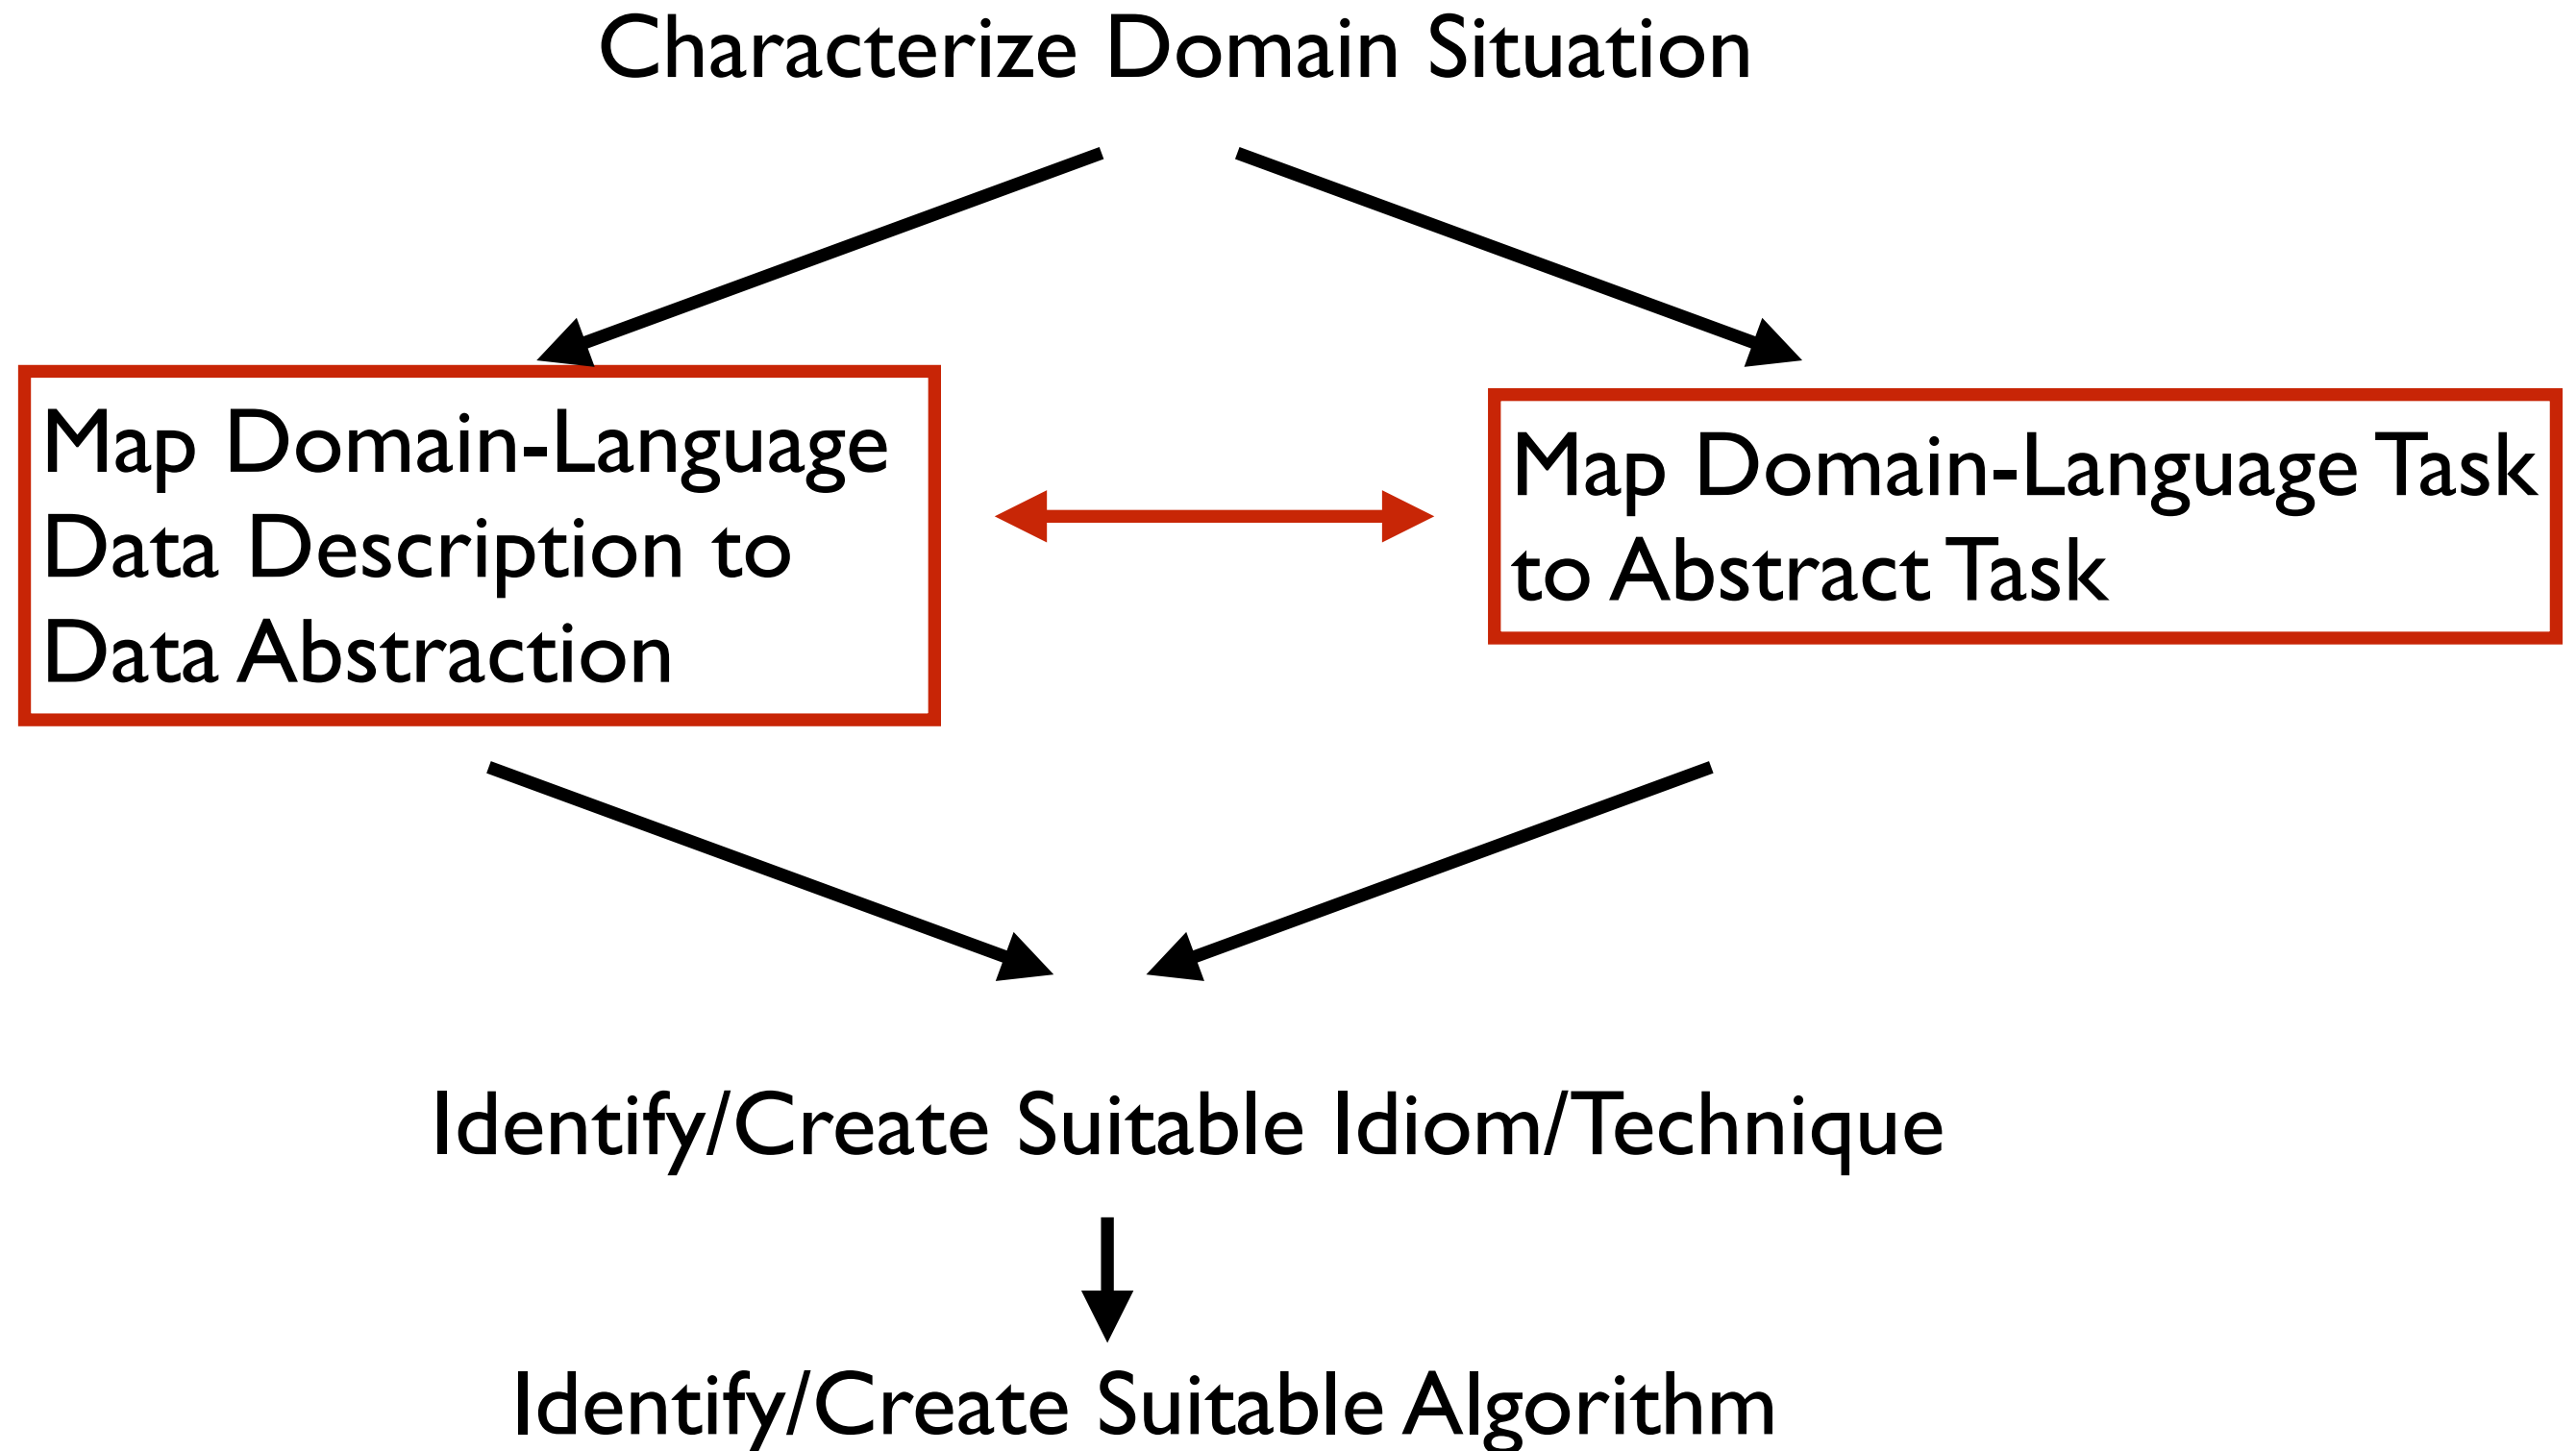 Characterize Domain Situation
Map Domain-Language
Data Description to
Data Abstraction
Map Domain-Language Task
to Abstract Task
Identify/Create Suitable Idiom/Technique
Identify/Create Suitable Algorithm